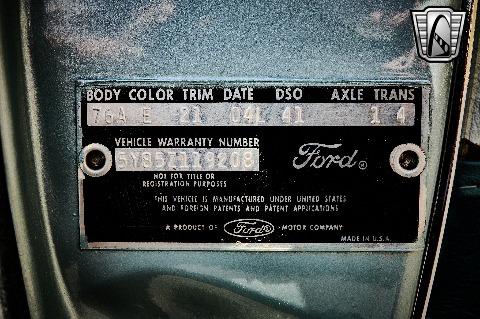 BODY COLOR TRIM DATE DSO AXLE TRANS
76A E 21 04L 41 1 4
VEHICLE WARRANTY NUMBER
5Y85Z119208
Ford®
NOT FOR TITLE OR
REGISTRATION PURPOSES
THIS VEHICLE IS MANUFACTURED UNDER UNITED STATES
AND FOREIGN PATENTS AND PATENT APPLICATIONS
A PRODUCT OF Ford MOTOR COMPANY
MADE IN U.S.A.